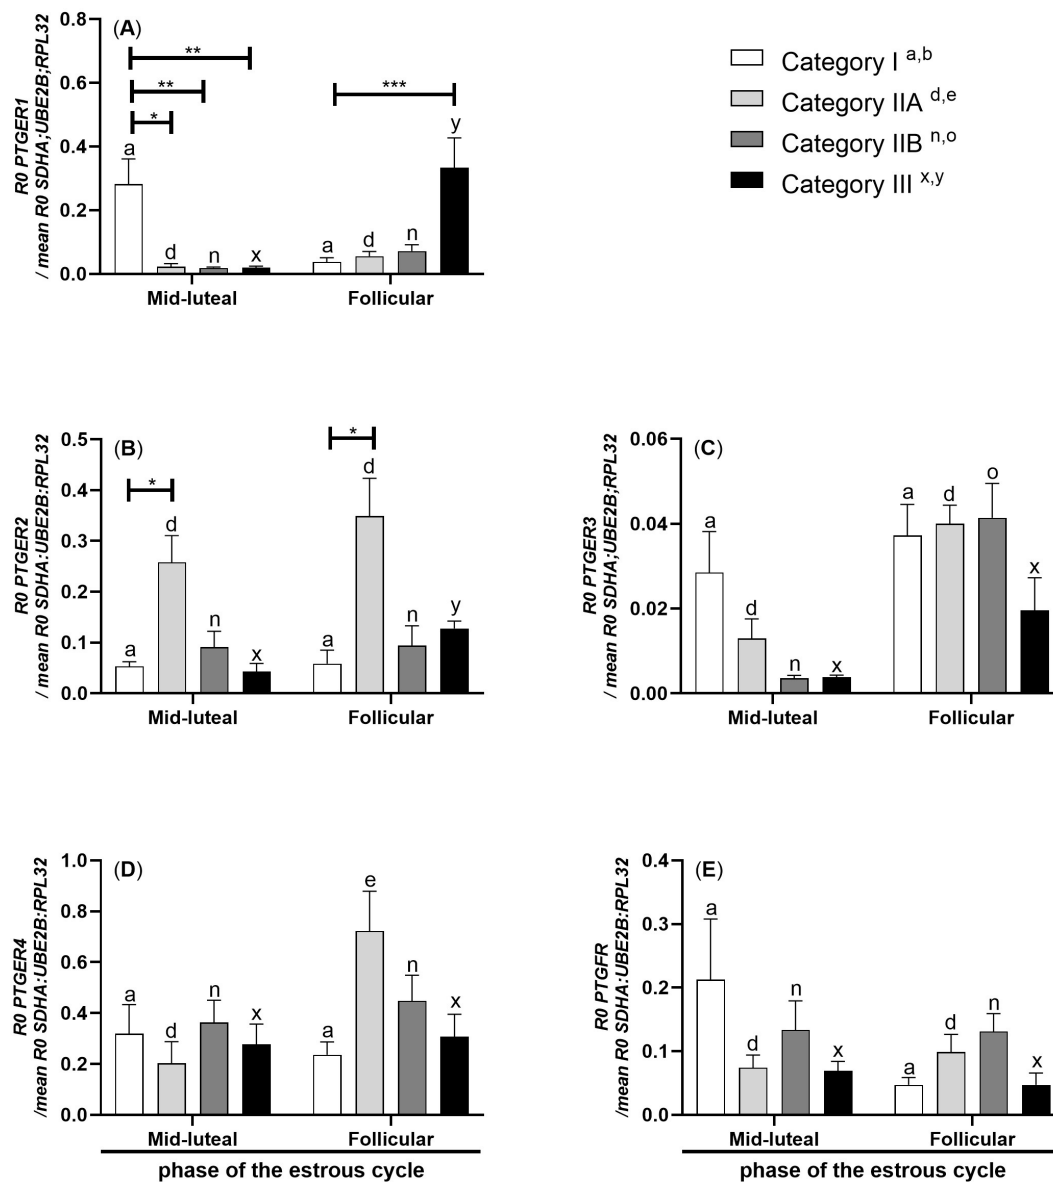 (A)
R0 PTGER1
/ mean R0 SDHA;UBE2B;RPL32
0.8
0.6
0.4
0.2
0.0
**
**
*
***
a
d
n
x
a
d
n
y
Mid-luteal
Follicular
Category I a,b
Category IIA d,e
Category IIB n,o
Category III x,y
(B)
R0 PTGER2
/ mean R0 SDHA:UBE2B:RPL32
0.5
0.4
0.3
0.2
0.1
0.0
*
*
a
d
n
x
a
d
n
y
Mid-luteal
Follicular
(C)
R0 PTGER3
/ mean R0 SDHA;UBE2B;RPL32
0.06
0.04
0.02
0.00
a
d
n
x
a
d
o
x
Mid-luteal
Follicular
(D)
R0 PTGER4
/mean R0 SDHA:UBE2B:RPL32
1.0
0.8
0.6
0.4
0.2
0.0
a
d
n
x
a
e
n
x
Mid-luteal
Follicular
phase of the estrous cycle
(E)
R0 PTGFR
/mean R0 SDHA:UBE2B:RPL32
0.4
0.3
0.2
0.1
0.0
a
d
n
x
a
d
n
x
Mid-luteal
Follicular
phase of the estrous cycle